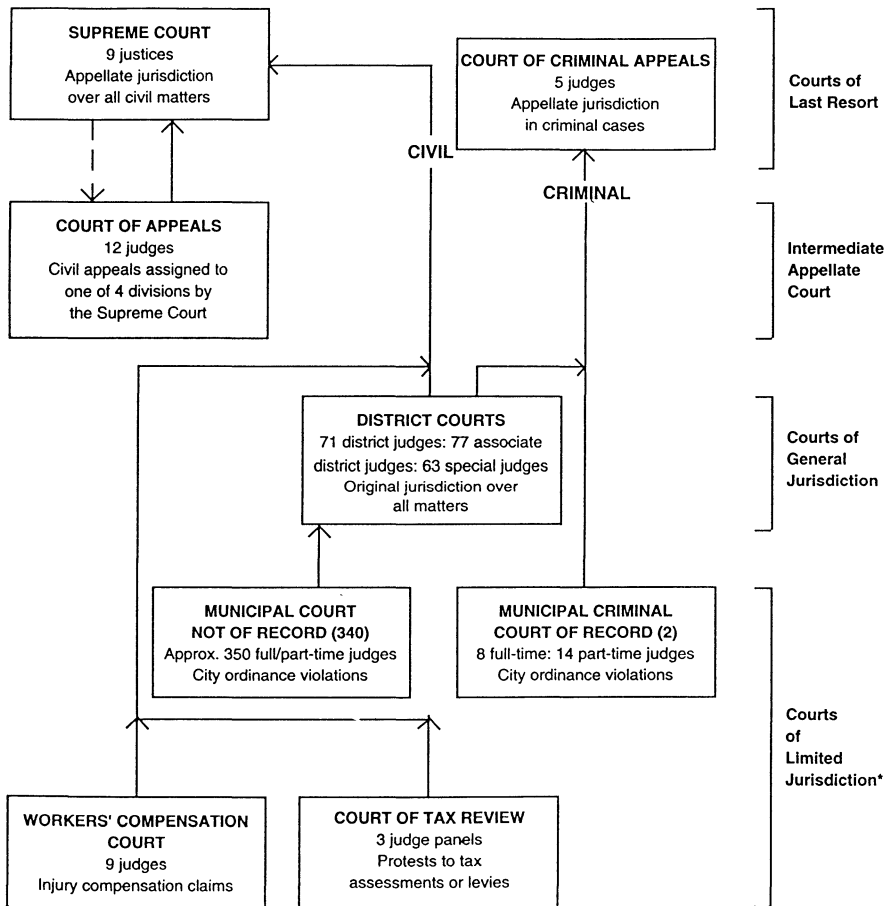 SUPREME COURT
9 justices
Appellate jurisdiction
over all civil matters
COURT OF CRIMINAL APPEALS
5 judges
Appellate jurisdiction
in criminal cases
Courts of
Last Resort
CIVIL
CRIMINAL
COURT OF APPEALS
12 judges
Civil appeals assigned to
one of 4 divisions by
the Supreme Court
Intermediate
Appellate
Court
DISTRICT COURTS
71 district judges: 77 associate
district judges: 63 special judges
Original jurisdiction over
all matters
Courts of
General
Jurisdiction
MUNICIPAL COURT
NOT OF RECORD (340)
Approx. 350 full/part-time judges
City ordinance violations
MUNICIPAL CRIMINAL
COURT OF RECORD (2)
8 full-time: 14 part-time judges
City ordinance violations
Courts
of
Limited
Jurisdiction*
WORKERS' COMPENSATION
COURT
9 judges
Injury compensation claims
COURT OF TAX REVIEW
3 judge panels
Protests to tax
assessments or levies